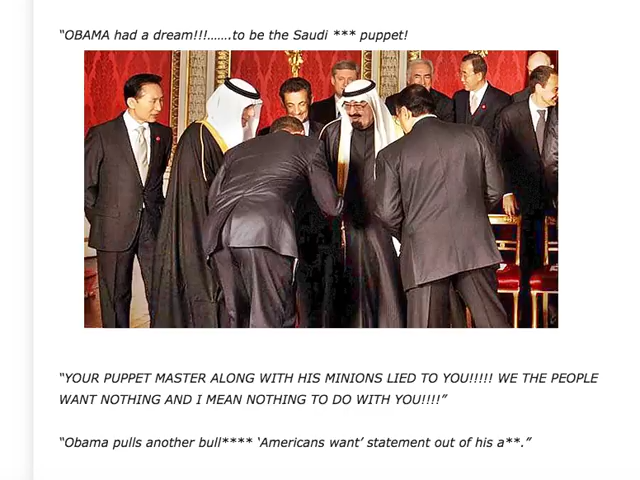 “OBAMA had a dream!!!…….to be the Saudi *** puppet!
“YOUR PUPPET MASTER ALONG WITH HIS MINIONS LIED TO YOU!!!!! WE THE PEOPLE
WANT NOTHING AND I MEAN NOTHING TO DO WITH YOU!!!!”
“Obama pulls another bull**** ‘Americans want’ statement out of his a**.”